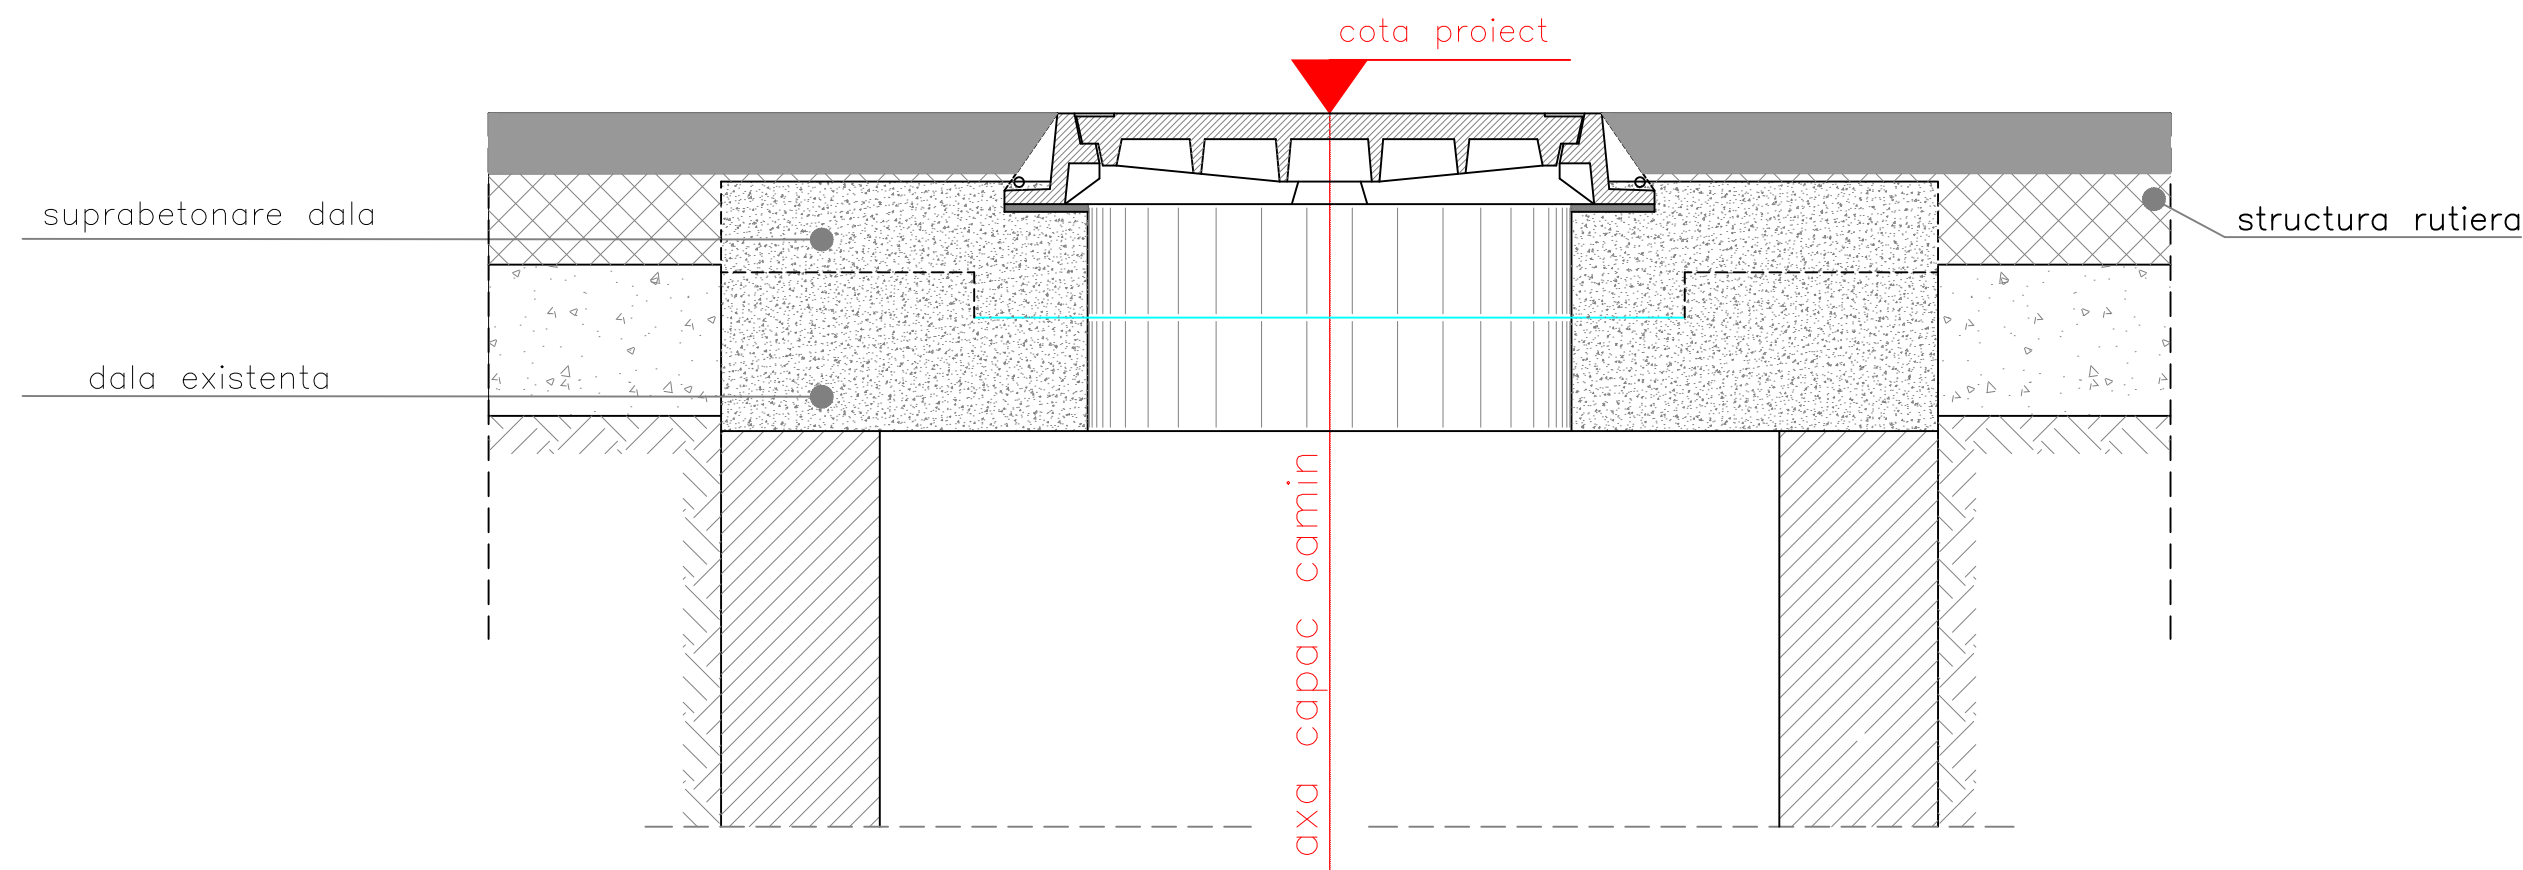 cota proiect
suprabetonare dala
structura rutiera
dala existenta
axa capac camin